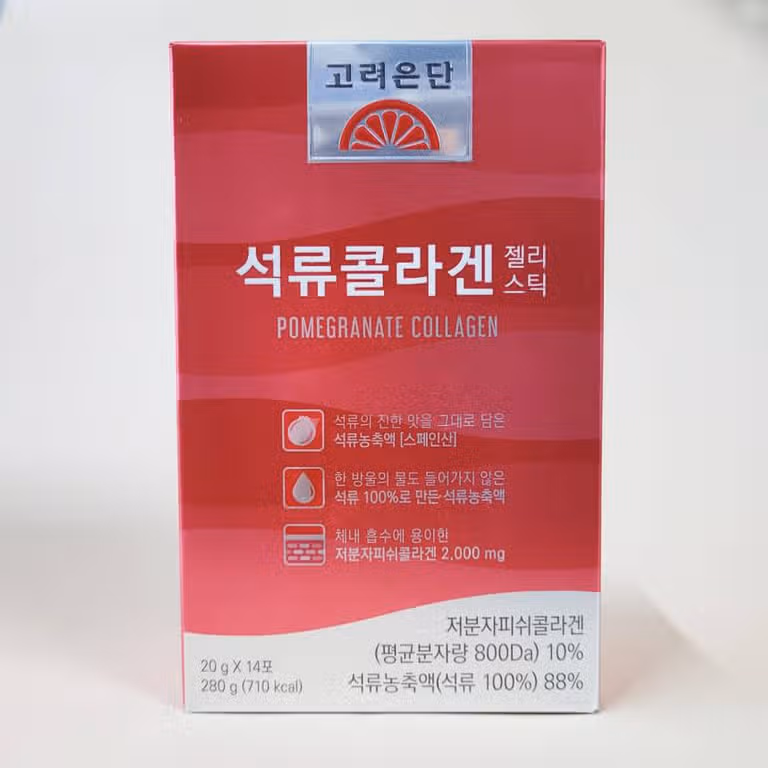 고려은단
석류콜라겐 젤리
스틱
POMEGRANATE COLLAGEN
석류의 진한 맛을 그대로 담은
석류농축액 [스페인산]
한 방울의 물도 들어가지 않은
석류 100%로 만든 석류농축액
체내 흡수에 용이한
저분자피쉬콜라겐 2,000 mg
저분자피쉬콜라겐
(평균분자량 800Da) 10%
석류농축액(석류 100%) 88%
20 g X 14포
280 g (710 kcal)